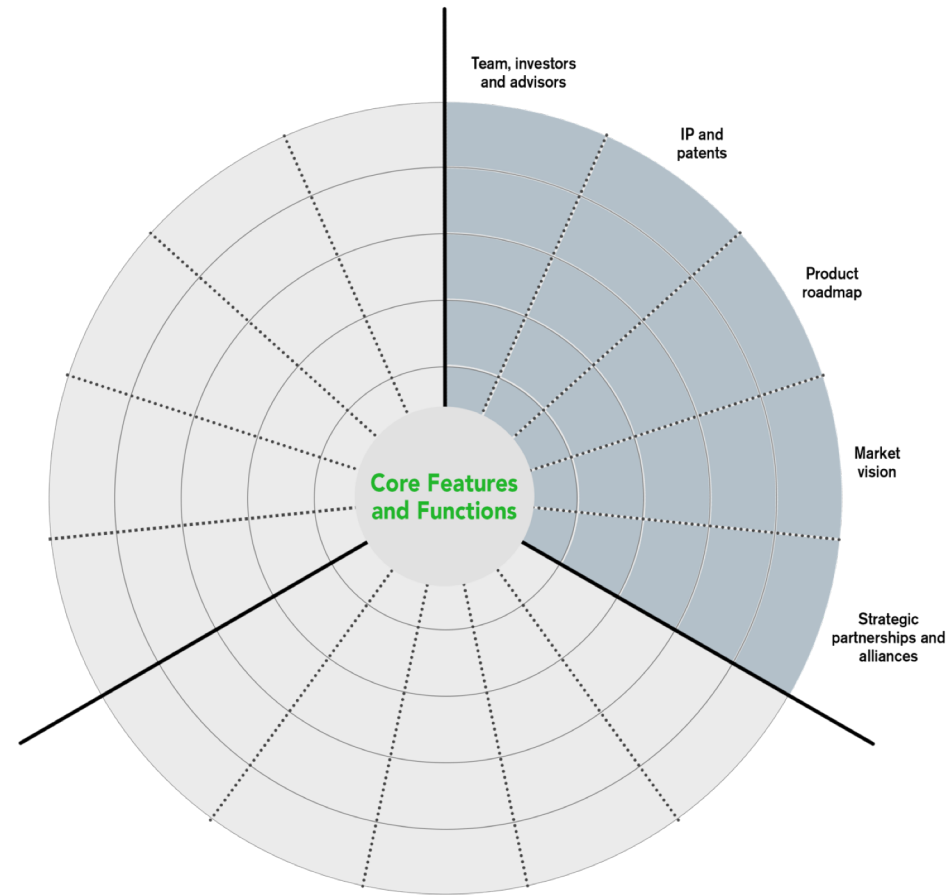 Team, investors
and advisors
IP and
patents
Product
roadmap
Market
vision
Core Features
and Functions
Strategic
partnerships and
alliances